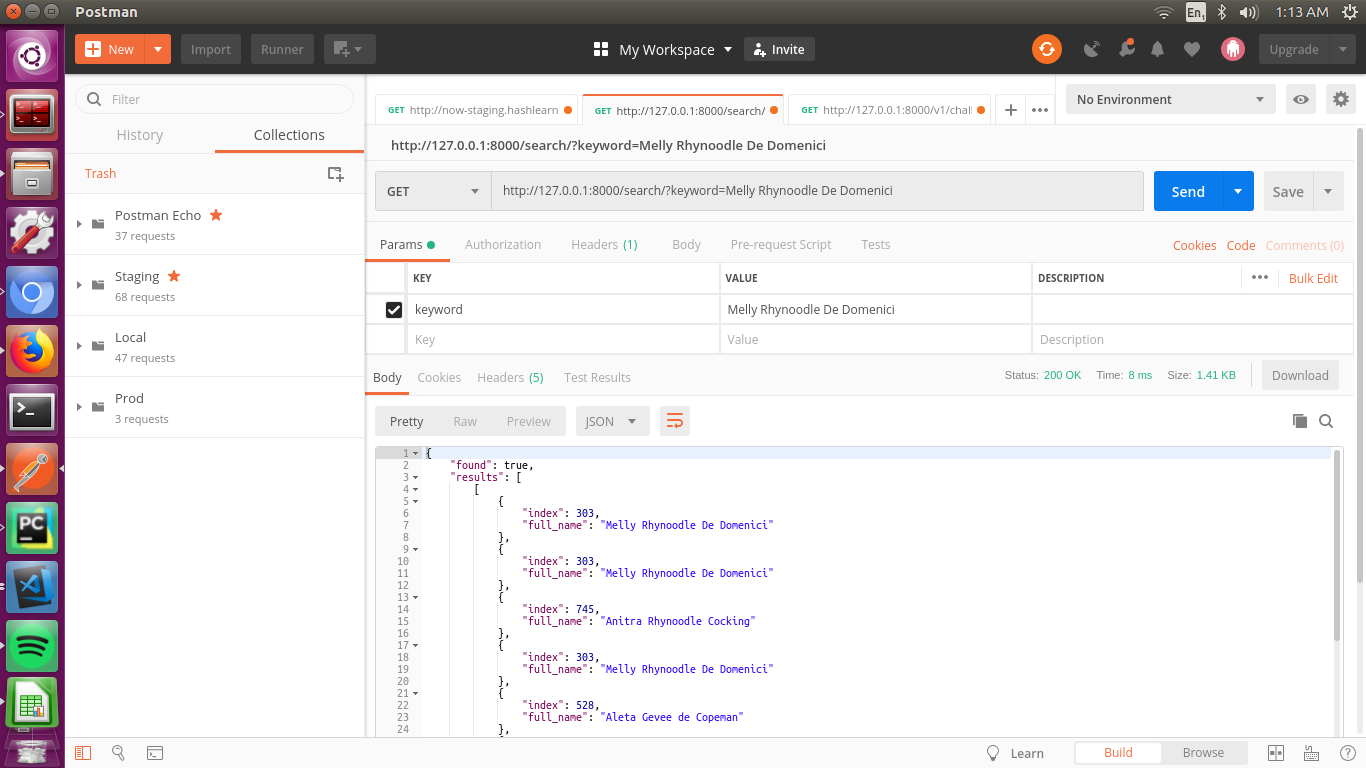 Postman
En1
1:13 AM
New
Import
Runner
My Workspace
Invite
Upgrade
Filter
History
Collections
Trash
Postman Echo
37 requests
Staging
68 requests
Local
47 requests
Prod
3 requests
GET http://now-staging.hashlearn
GET http://127.0.0.1:8000/search/
GET http://127.0.0.1:8000/v1/chal
No Environment
http://127.0.0.1:8000/search/?keyword=Melly Rhynoodle De Domenici
GET
http://127.0.0.1:8000/search/?keyword=Melly Rhynoodle De Domenici
Send
Save
Params
Authorization
Headers (1)
Body
Pre-request Script
Tests
Cookies
Code
Comments (0)
KEY
VALUE
DESCRIPTION
Bulk Edit
keyword
Melly Rhynoodle De Domenici
Key
Value
Description
Body
Cookies
Headers (5)
Test Results
Status: 200 OK
Time: 8 ms
Size: 1.41 KB
Download
Pretty
Raw
Preview
JSON
1 {
2 "found": true,
3 "results": [
4 [
5 {
6 "index": 303,
7 "full_name": "Melly Rhynoodle De Domenici"
8 },
9 {
10 "index": 303,
11 "full_name": "Melly Rhynoodle De Domenici"
12 },
13 {
14 "index": 745,
15 "full_name": "Anitra Rhynoodle Cocking"
16 },
17 {
18 "index": 303,
19 "full_name": "Melly Rhynoodle De Domenici"
20 },
21 {
22 "index": 528,
23 "full_name": "Aleta Gevee de Copeman"
24 },
PC
Learn
Build
Browse